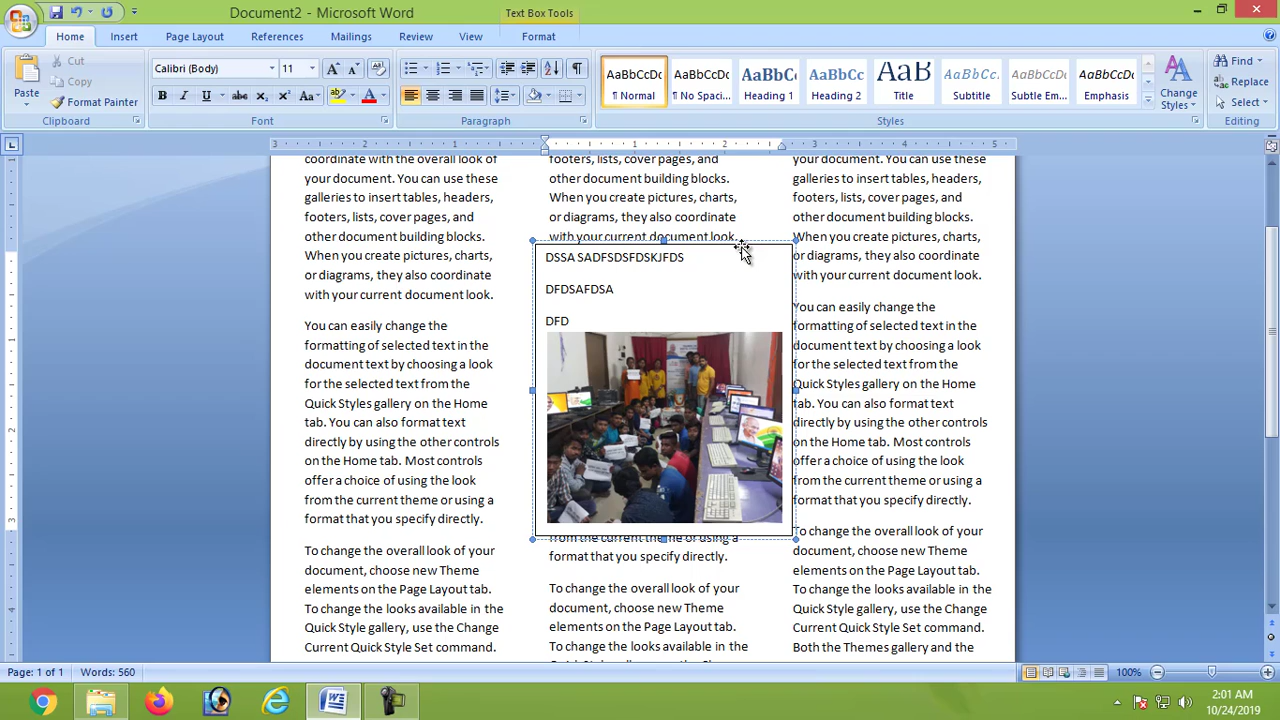 Document2 - Microsoft Word
Text Box Tools
Home
Insert
Page Layout
References
Mailings
Review
View
Format
Paste
Cut
Copy
Format Painter
Clipboard
Calibri (Body)
11
Font
Paragraph
AaBbCcDc
¶ Normal
AaBbCcDc
¶ No Spaci...
AaBbCc
Heading 1
AaBbCc
Heading 2
AaB
Title
AaBbCc.
Subtitle
AaBbCcDc
Subtle Em...
AaBbCcDc
Emphasis
Change
Styles
Styles
Find
Replace
Select
Editing
coordinate with the overall look of
your document. You can use these
galleries to insert tables, headers,
footers, lists, cover pages, and
other document building blocks.
When you create pictures, charts,
or diagrams, they also coordinate
with your current document look.
You can easily change the
formatting of selected text in the
document text by choosing a look
for the selected text from the
Quick Styles gallery on the Home
tab. You can also format text
directly by using the other controls
on the Home tab. Most controls
offer a choice of using the look
from the current theme or using a
format that you specify directly.
To change the overall look of your
document, choose new Theme
elements on the Page Layout tab.
To change the looks available in the
Quick Style gallery, use the Change
Current Quick Style Set command.
footers, lists, cover pages, and
other document building blocks.
When you create pictures, charts,
or diagrams, they also coordinate
with your current document look.
DSSA SADFSDSFDSKJFDS
DFDSAFDSA
DFD
from the current theme or using a
format that you specify directly.
To change the overall look of your
document, choose new Theme
elements on the Page Layout tab.
To change the looks available in the
your document. You can use these
galleries to insert tables, headers,
footers, lists, cover pages, and
other document building blocks.
When you create pictures, charts,
or diagrams, they also coordinate
with your current document look.
You can easily change the
formatting of selected text in the
document text by choosing a look
for the selected text from the
Quick Styles gallery on the Home
tab. You can also format text
directly by using the other controls
on the Home tab. Most controls
offer a choice of using the look
from the current theme or using a
format that you specify directly.
To change the overall look of your
document, choose new Theme
elements on the Page Layout tab.
To change the looks available in the
Quick Style gallery, use the Change
Current Quick Style Set command.
Both the Themes gallery and the
Page: 1 of 1
Words: 560
100%
2:01 AM
10/24/2019